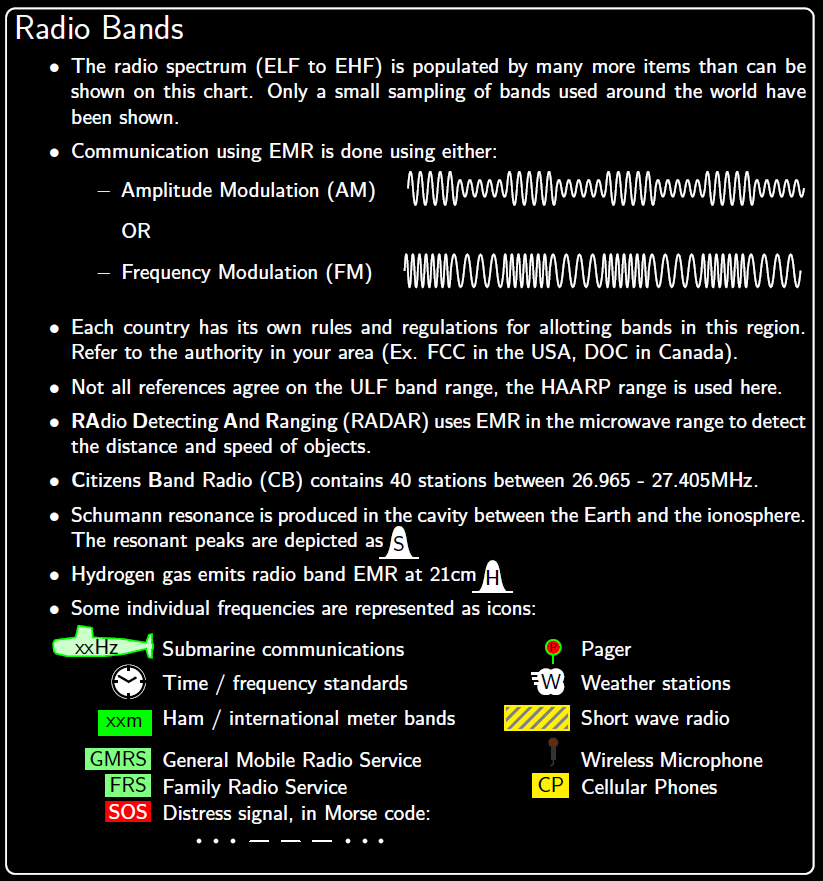 Radio Bands
• The radio spectrum (ELF to EHF) is populated by many more items than can be
shown on this chart. Only a small sampling of bands used around the world have
been shown.
• Communication using EMR is done using either:
– Amplitude Modulation (AM)
OR
– Frequency Modulation (FM)
• Each country has its own rules and regulations for allotting bands in this region.
Refer to the authority in your area (Ex. FCC in the USA, DOC in Canada).
• Not all references agree on the ULF band range, the HAARP range is used here.
• RAdio Detecting And Ranging (RADAR) uses EMR in the microwave range to detect
the distance and speed of objects.
• Citizens Band Radio (CB) contains 40 stations between 26.965 - 27.405MHz.
• Schumann resonance is produced in the cavity between the Earth and the ionosphere.
The resonant peaks are depicted as S
• Hydrogen gas emits radio band EMR at 21cm H
• Some individual frequencies are represented as icons:
xxHz Submarine communications
P Pager
Time / frequency standards
W Weather stations
xxm Ham / international meter bands
Short wave radio
GMRS General Mobile Radio Service
Wireless Microphone
FRS Family Radio Service
CP Cellular Phones
SOS Distress signal, in Morse code:
· · · — — — · · ·